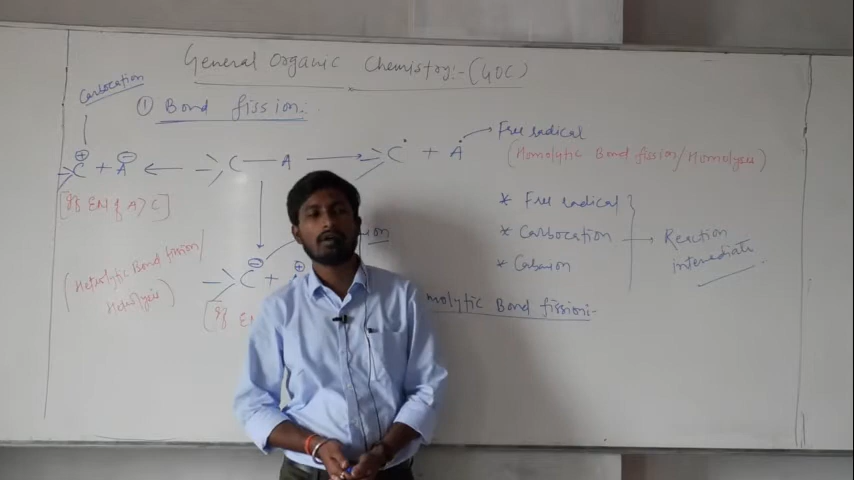 General Organic Chemistry:-(GOC)
Carbocation
① Bond fission:-
C⊕ + A⊖ ← C — A → C• + A• → Free radical
(Homolytic Bond fission/Homolysis)
[If EN of A > C]
* Free radical
* Carbocation → Reaction intermediate
* Carbanion
ion
(Heterolytic Bond fission/
Heterolysis)
C⊖ + ⊕
[If EN
molytic Bond fission:-